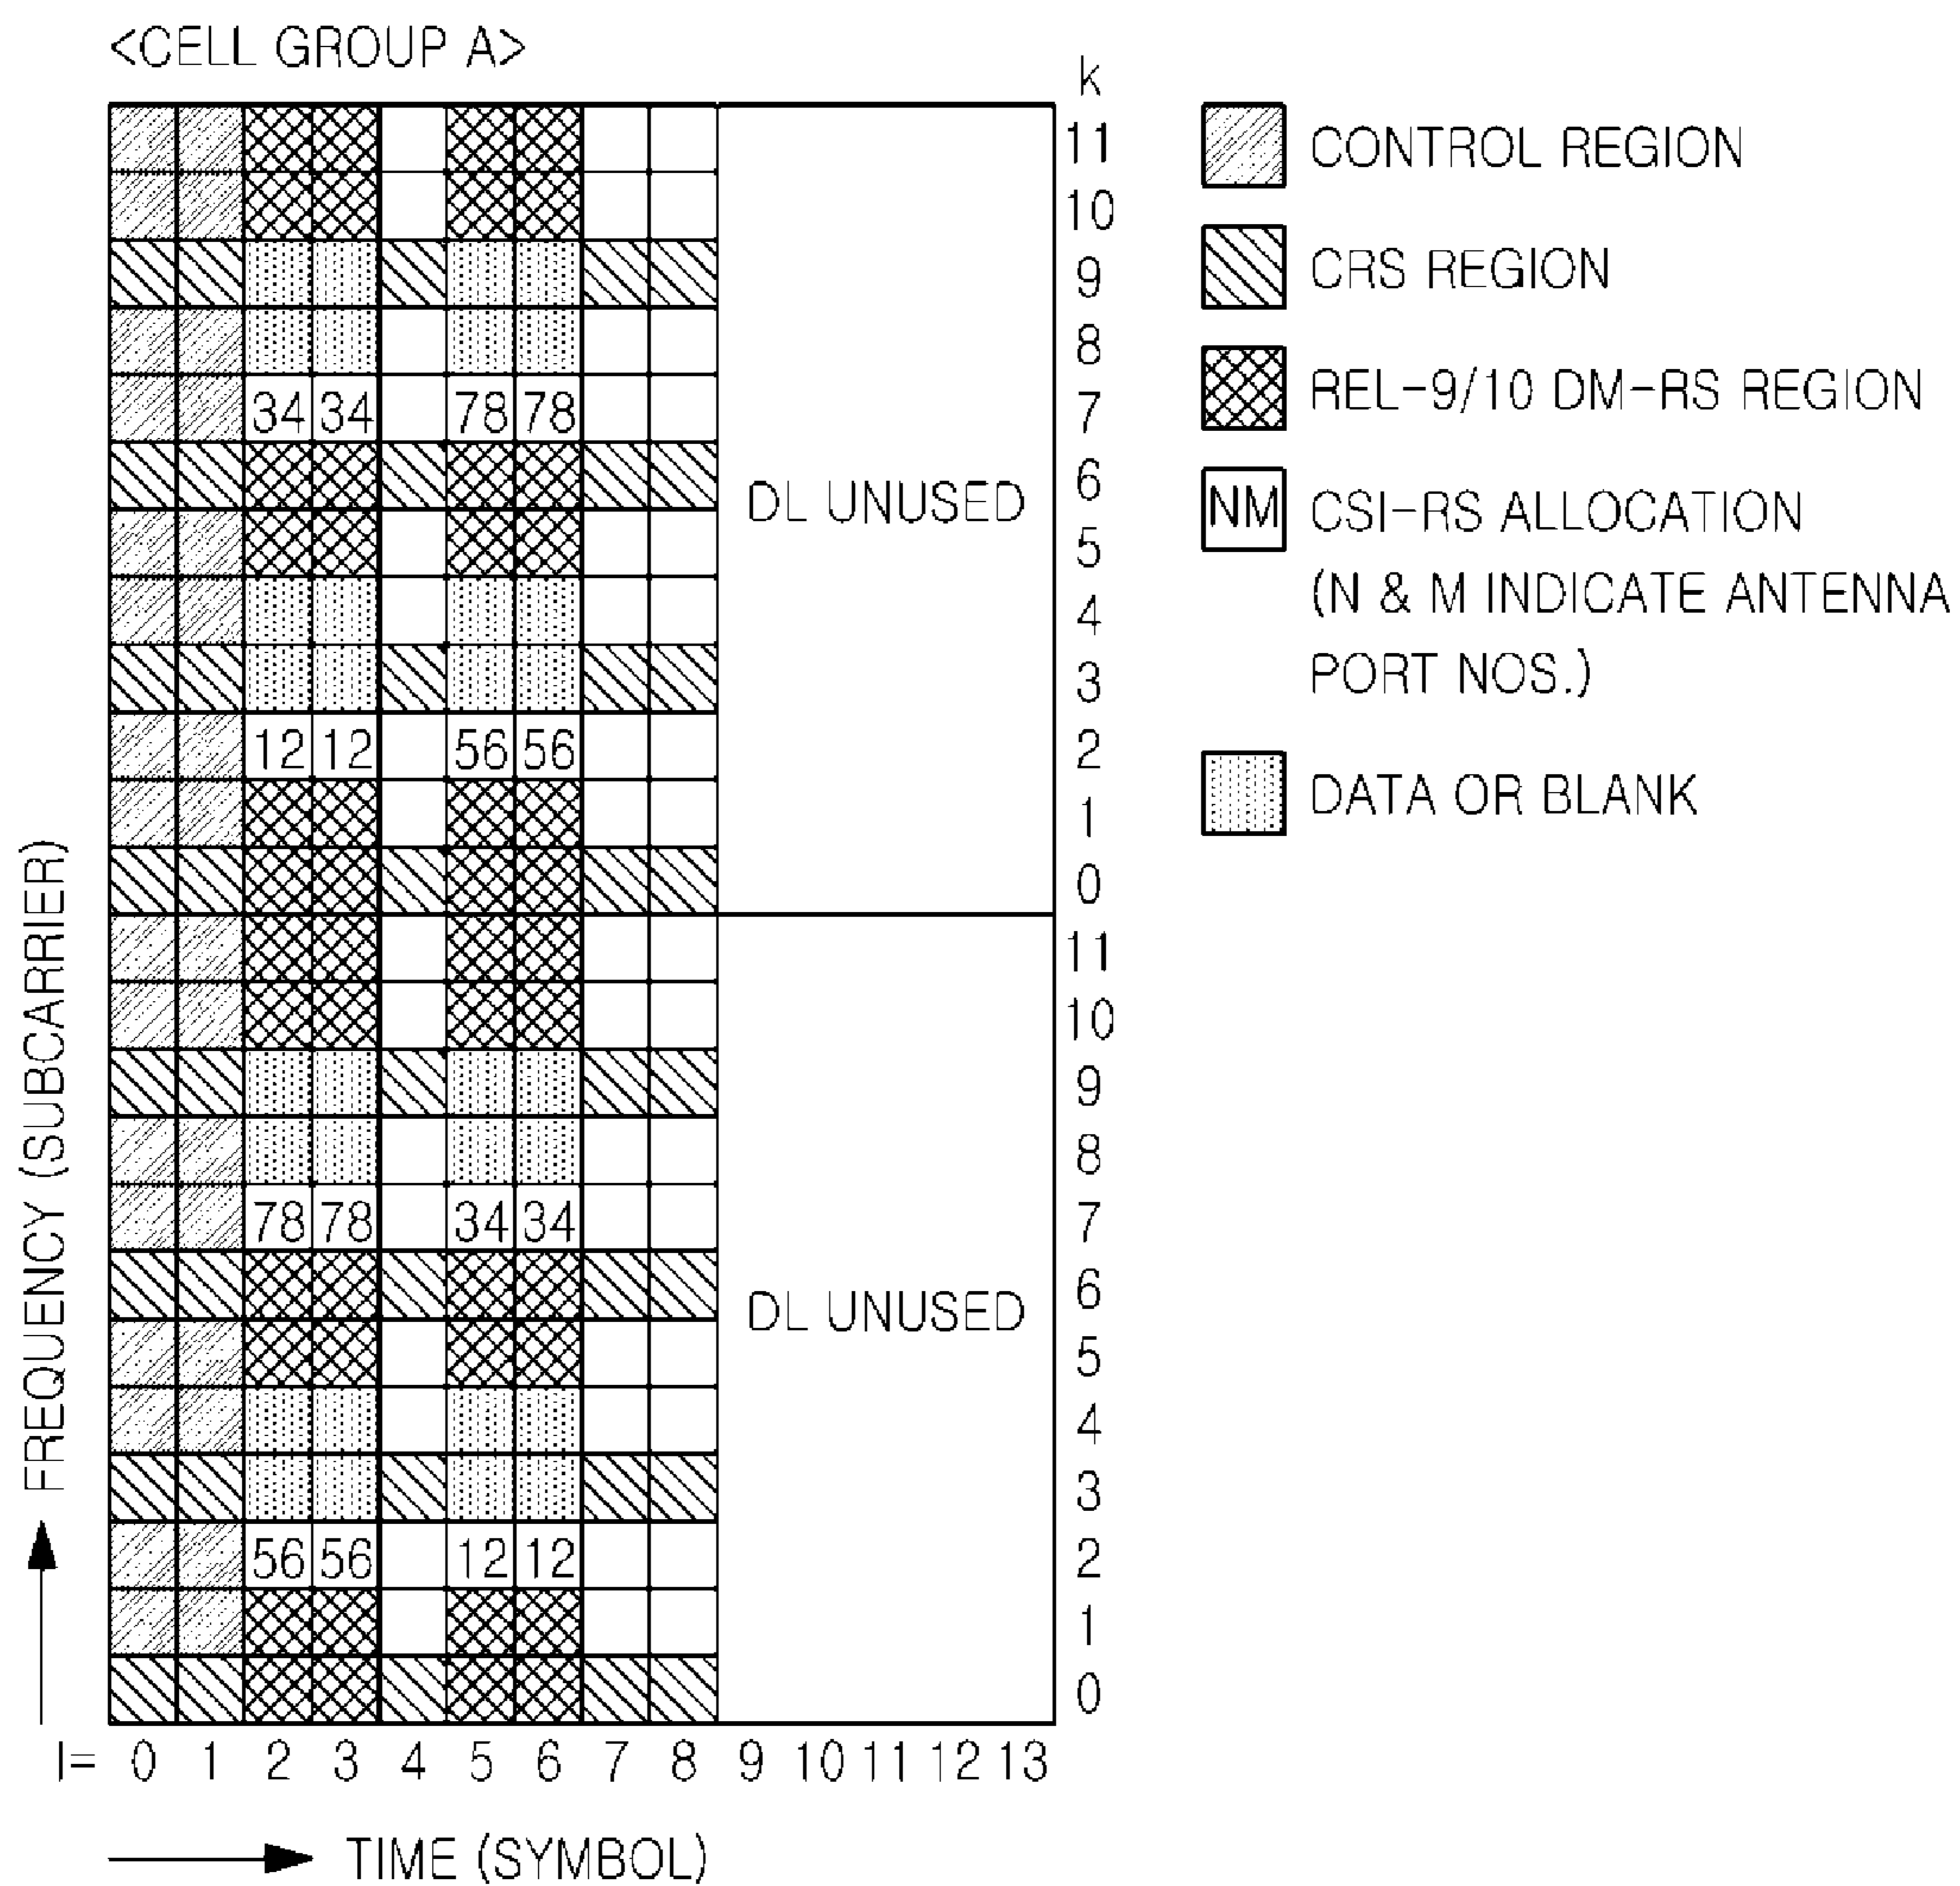 <CELL GROUP A>
k
11
10
9
8
34 34 78 78 7
6
DL UNUSED
5
4
3
12 12 56 56 2
1
0
11
10
9
8
78 78 34 34 7
6
DL UNUSED
5
4
3
56 56 12 12 2
1
0
l= 0 1 2 3 4 5 6 7 8 9 10 11 12 13
TIME (SYMBOL)
FREQUENCY (SUBCARRIER)
CONTROL REGION
CRS REGION
REL-9/10 DM-RS REGION
NM CSI-RS ALLOCATION
(N & M INDICATE ANTENNA
PORT NOS.)
DATA OR BLANK